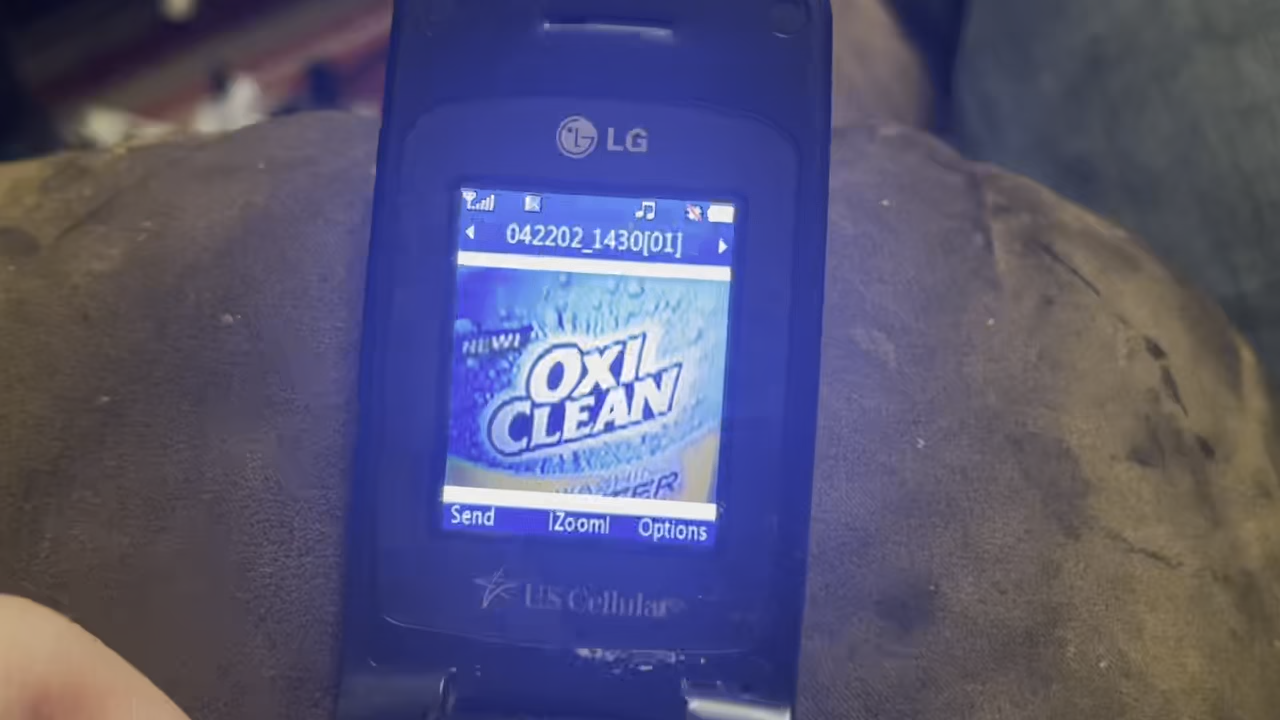 LG
042202_1430[01]
NEW!
OXI
CLEAN
Send
[Zoom]
Options
US Cellular